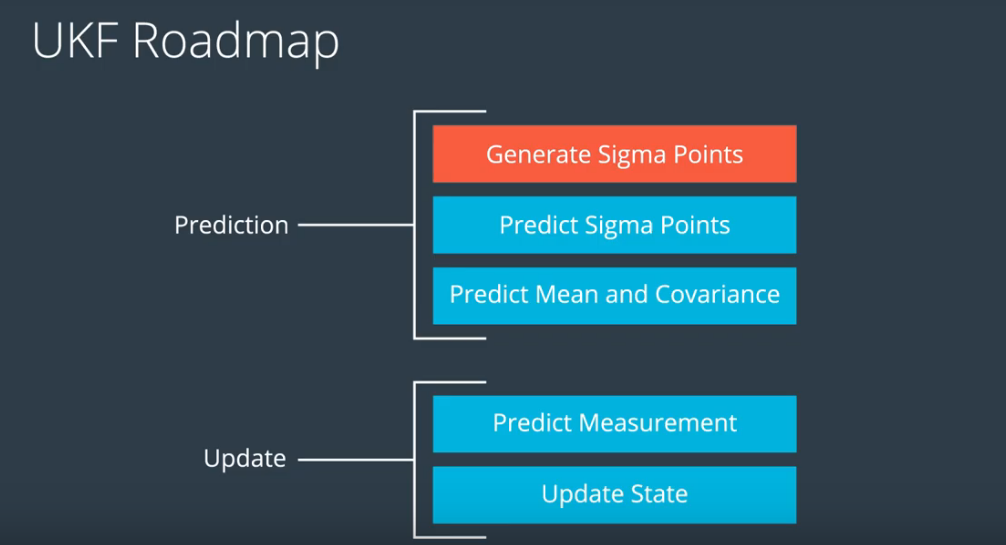 UKF Roadmap
Prediction
Generate Sigma Points
Predict Sigma Points
Predict Mean and Covariance
Update
Predict Measurement
Update State